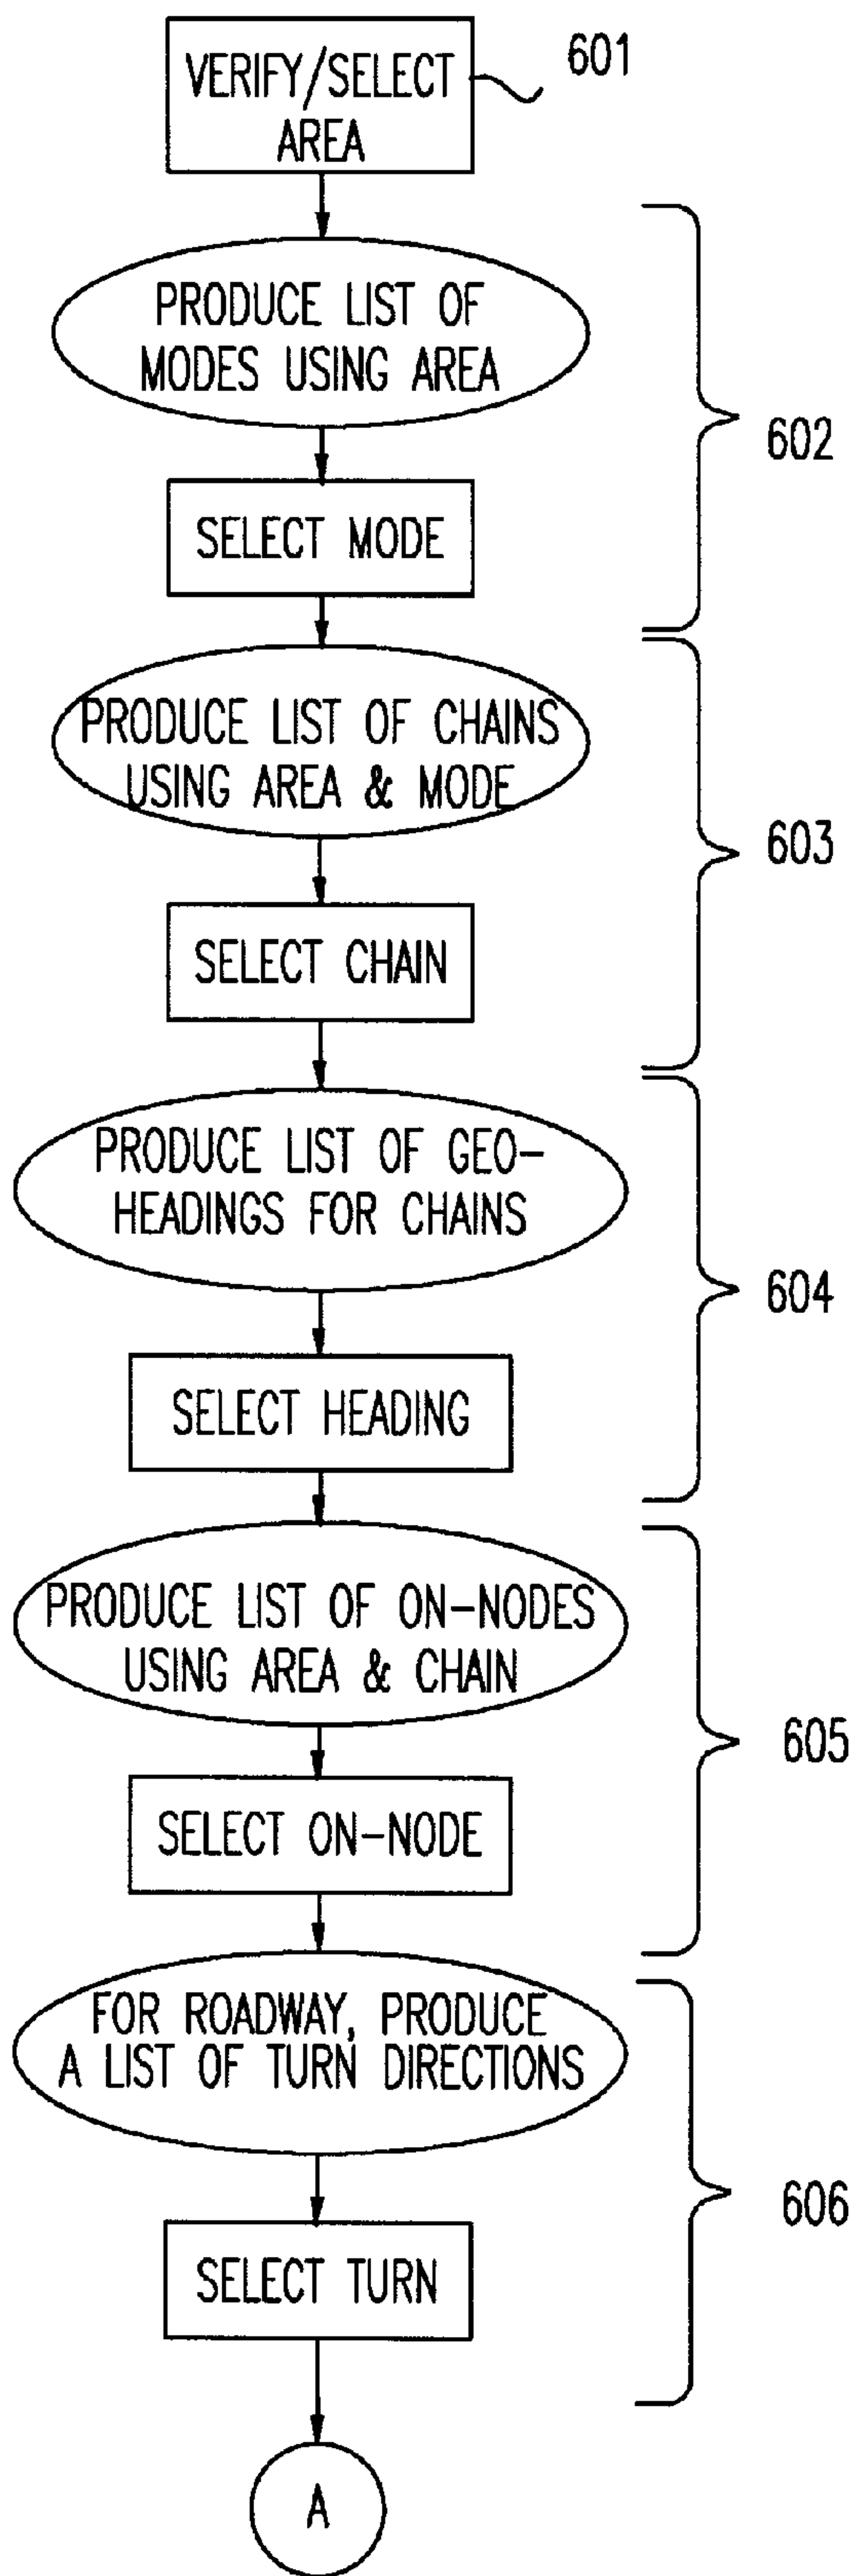 VERIFY/SELECT
AREA
601
PRODUCE LIST OF
MODES USING AREA
602
SELECT MODE
PRODUCE LIST OF CHAINS
USING AREA & MODE
603
SELECT CHAIN
PRODUCE LIST OF GEO-
HEADINGS FOR CHAINS
604
SELECT HEADING
PRODUCE LIST OF ON-NODES
USING AREA & CHAIN
605
SELECT ON-NODE
FOR ROADWAY, PRODUCE
A LIST OF TURN DIRECTIONS
606
SELECT TURN
A